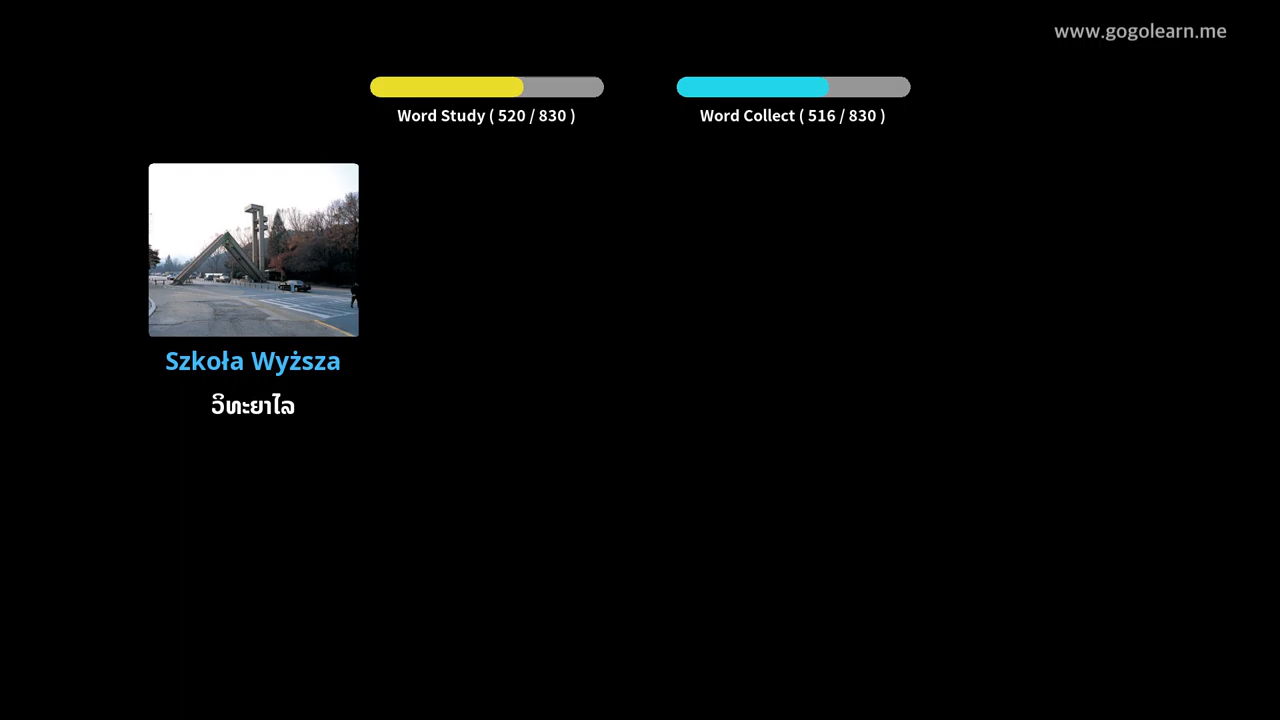 www.gogolearn.me
Word Study ( 520 / 830 )
Word Collect ( 516 / 830 )
Szkoła Wyższa
ວິທະຍາໄລ